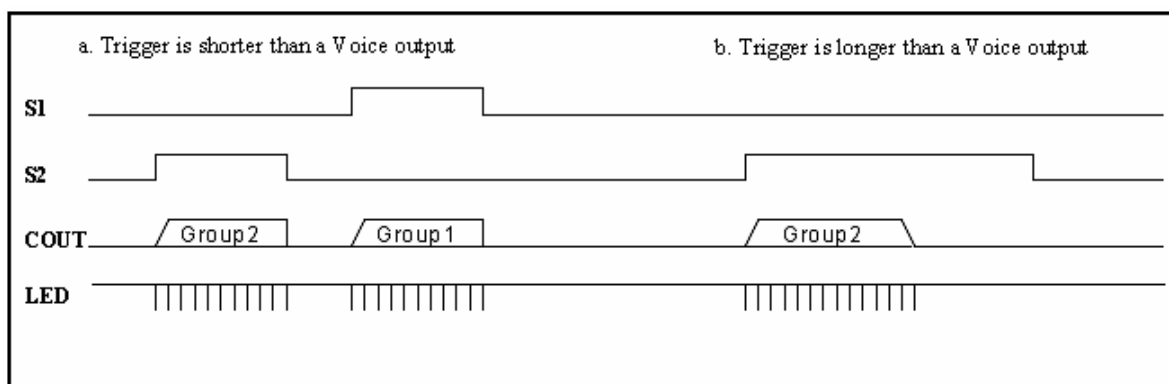 a. Trigger is shorter than a Voice output
b. Trigger is longer than a Voice output
S1
S2
COUT
Group2
Group1
Group2
LED